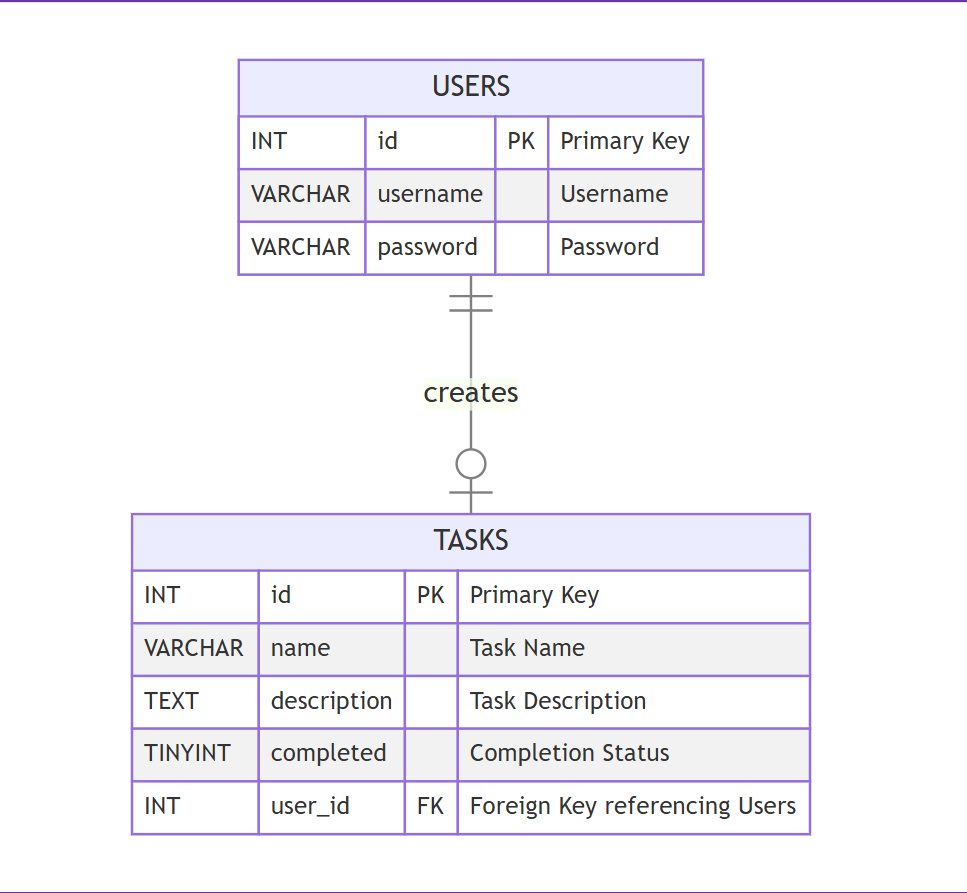 USERS
INT id PK Primary Key
VARCHAR username Username
VARCHAR password Password
creates
TASKS
INT id PK Primary Key
VARCHAR name Task Name
TEXT description Task Description
TINYINT completed Completion Status
INT user_id FK Foreign Key referencing Users